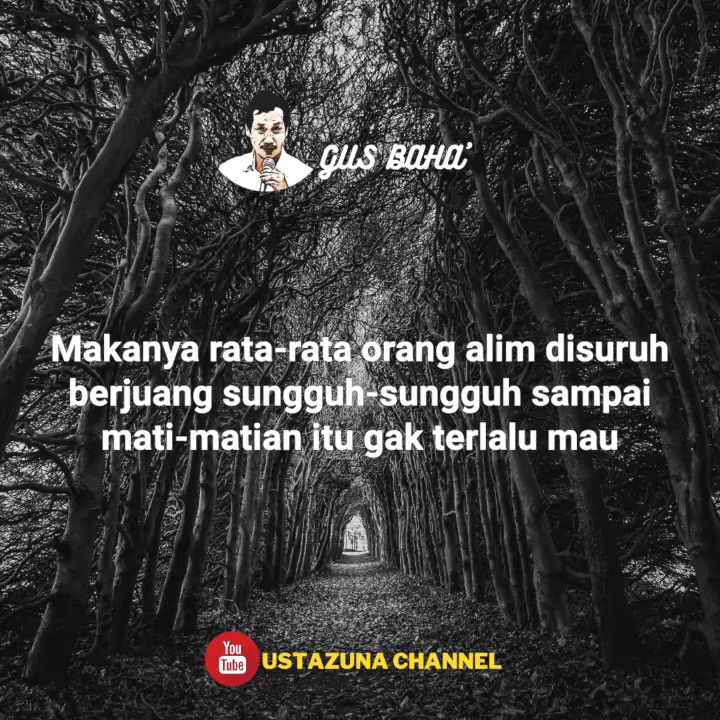 GUS BAHA'
Makanya rata-rata orang alim disuruh
berjuang sungguh-sungguh sampai
mati-matian itu gak terlalu mau
You
Tube
USTAZUNA CHANNEL